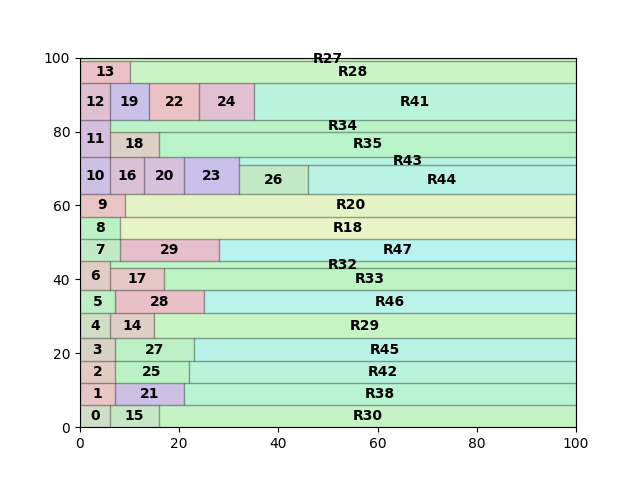 R27
100
13 R28
12 19 22 24 R41
R34
80
11 18 R35
R43
10 16 20 23 26 R44
60
9 R20
8 R18
7 29 R47
R32
40
6 17 R33
5 28 R46
4 14 R29
3 27 R45
20
2 25 R42
1 21 R38
0 15 R30
0
0 20 40 60 80 100